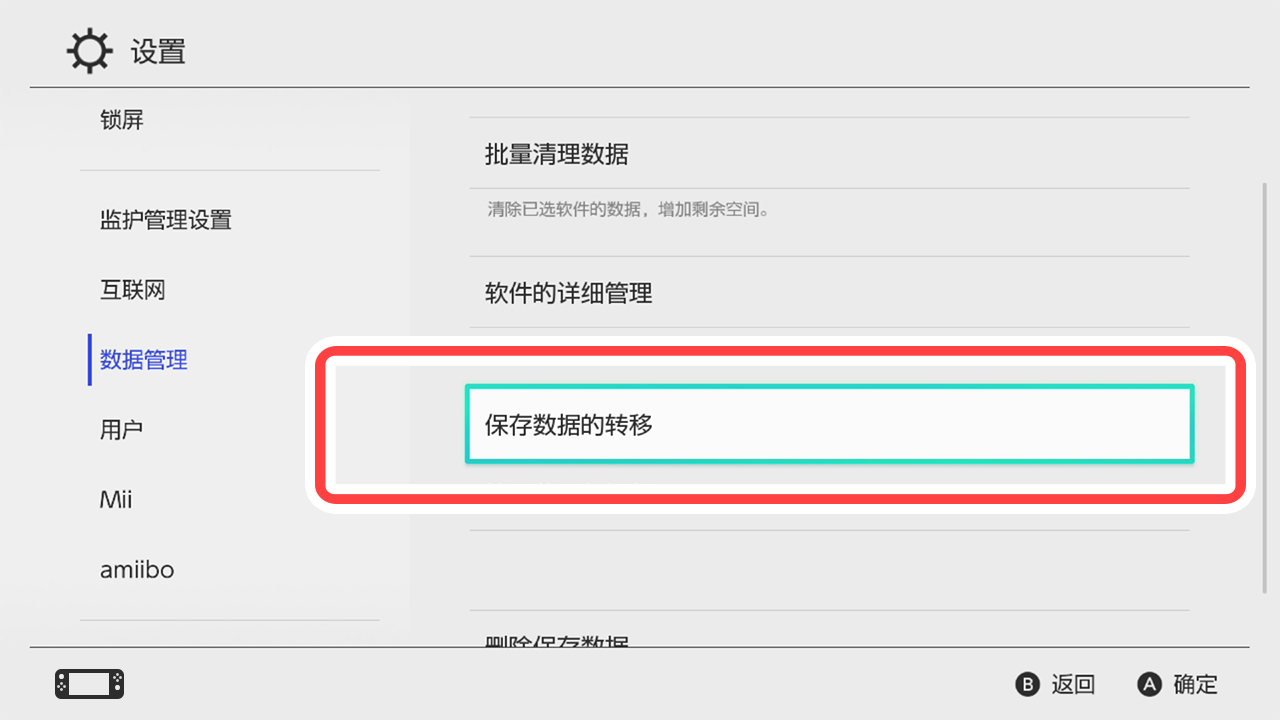 设置
锁屏
监护管理设置
互联网
数据管理
用户
Mii
amiibo
批量清理数据
清除已选软件的数据，增加剩余空间。
软件的详细管理
保存数据的转移
删除保存数据
B 返回
A 确定